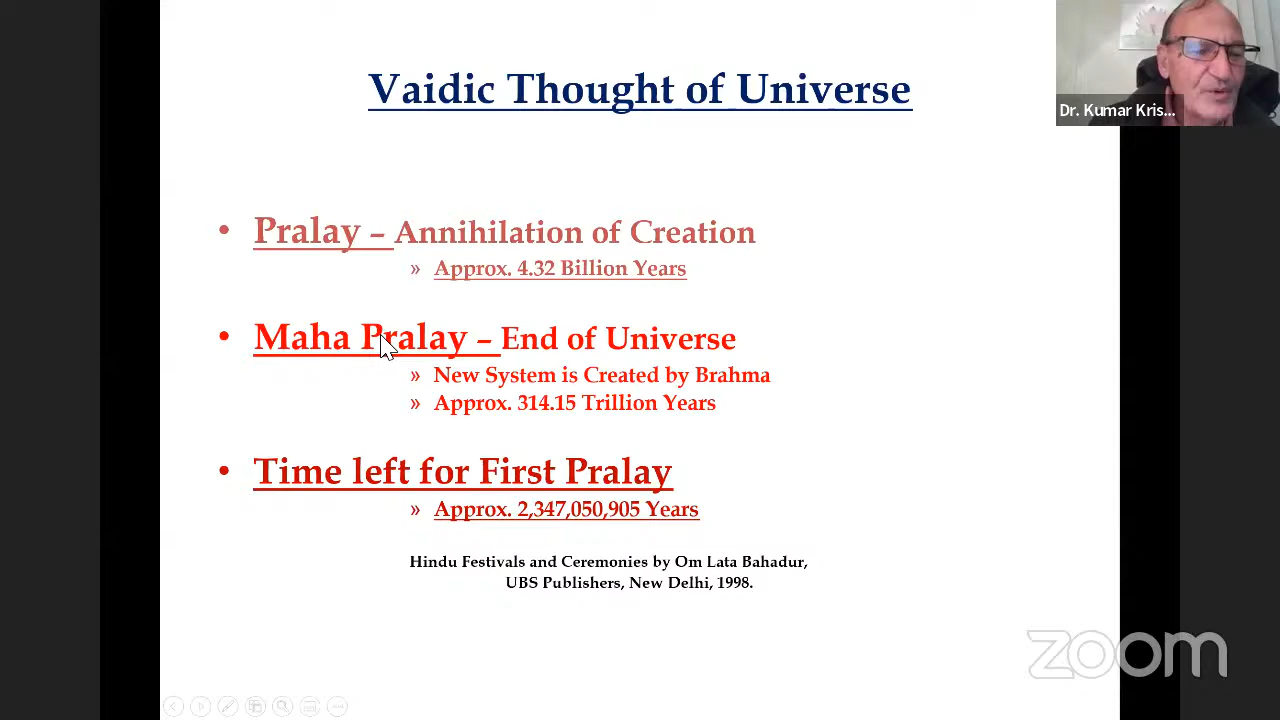 Vaidic Thought of Universe
Dr. Kumar Kris...
• Pralay – Annihilation of Creation
» Approx. 4.32 Billion Years
• Maha Pralay – End of Universe
» New System is Created by Brahma
» Approx. 314.15 Trillion Years
• Time left for First Pralay
» Approx. 2,347,050,905 Years
Hindu Festivals and Ceremonies by Om Lata Bahadur,
UBS Publishers, New Delhi, 1998.
zoom